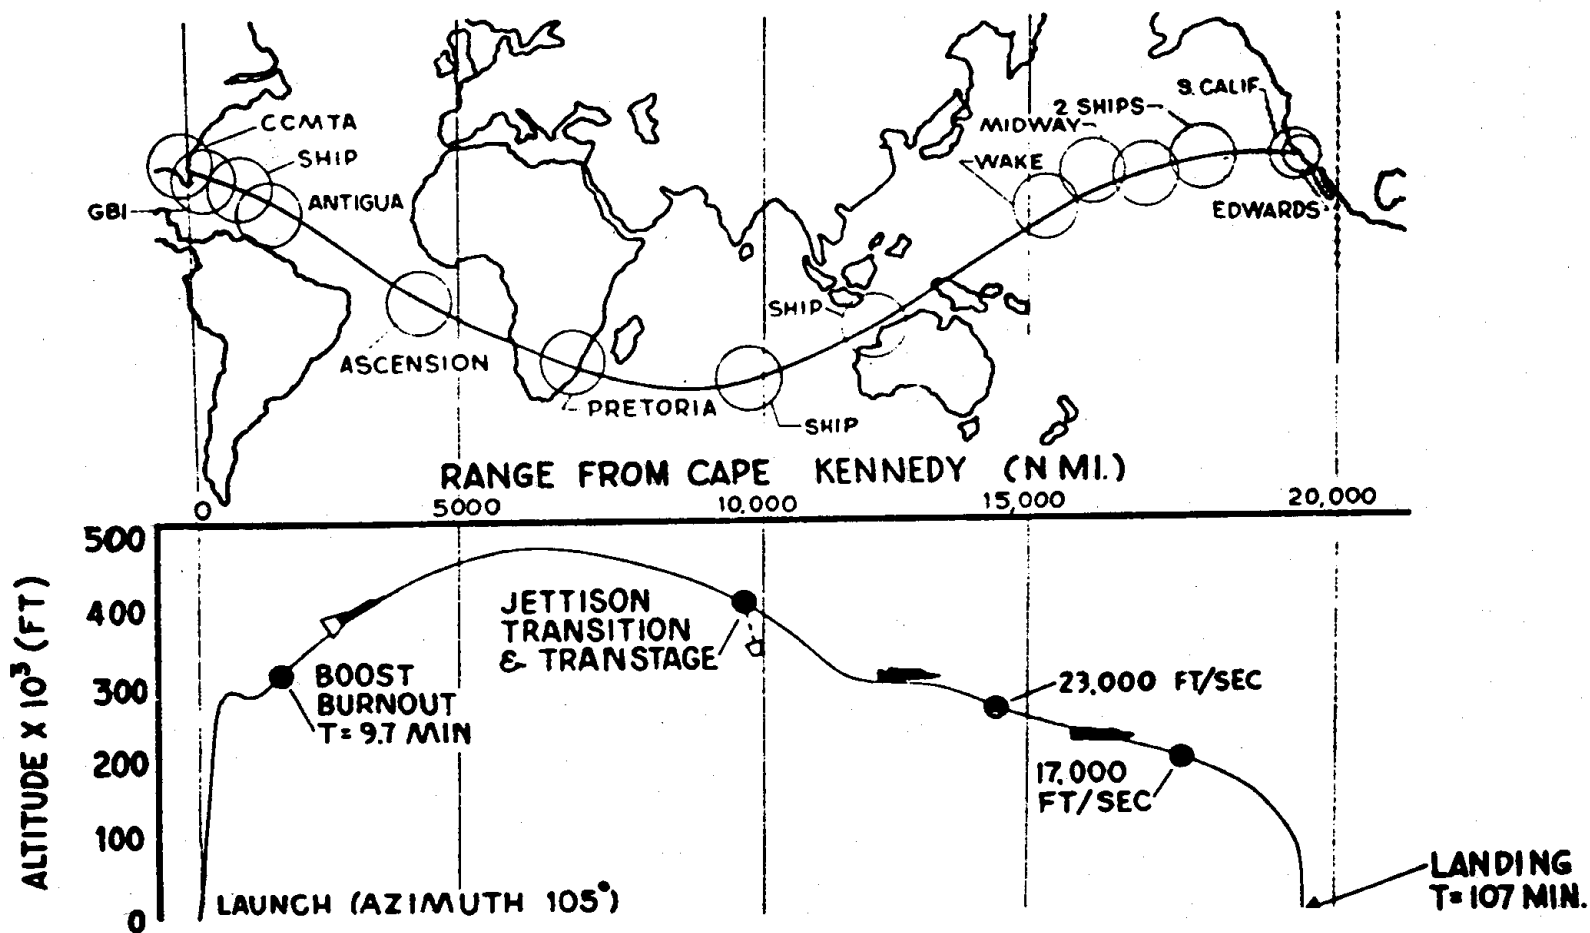 CCMTA
SHIP
GBI
ANTIGUA
ASCENSION
PRETORIA
SHIP
SHIP
WAKE
MIDWAY
2 SHIPS
S. CALIF.
EDWARDS
RANGE FROM CAPE KENNEDY (N MI.)
0 5000 10,000 15,000 20,000
ALTITUDE X 10³ (FT)
500
400
300
200
100
0
BOOST
BURNOUT
T= 9.7 MIN
JETTISON
TRANSITION
& TRANSTAGE
23,000 FT/SEC
17,000
FT/SEC
LAUNCH (AZIMUTH 105°)
LANDING
T= 107 MIN.